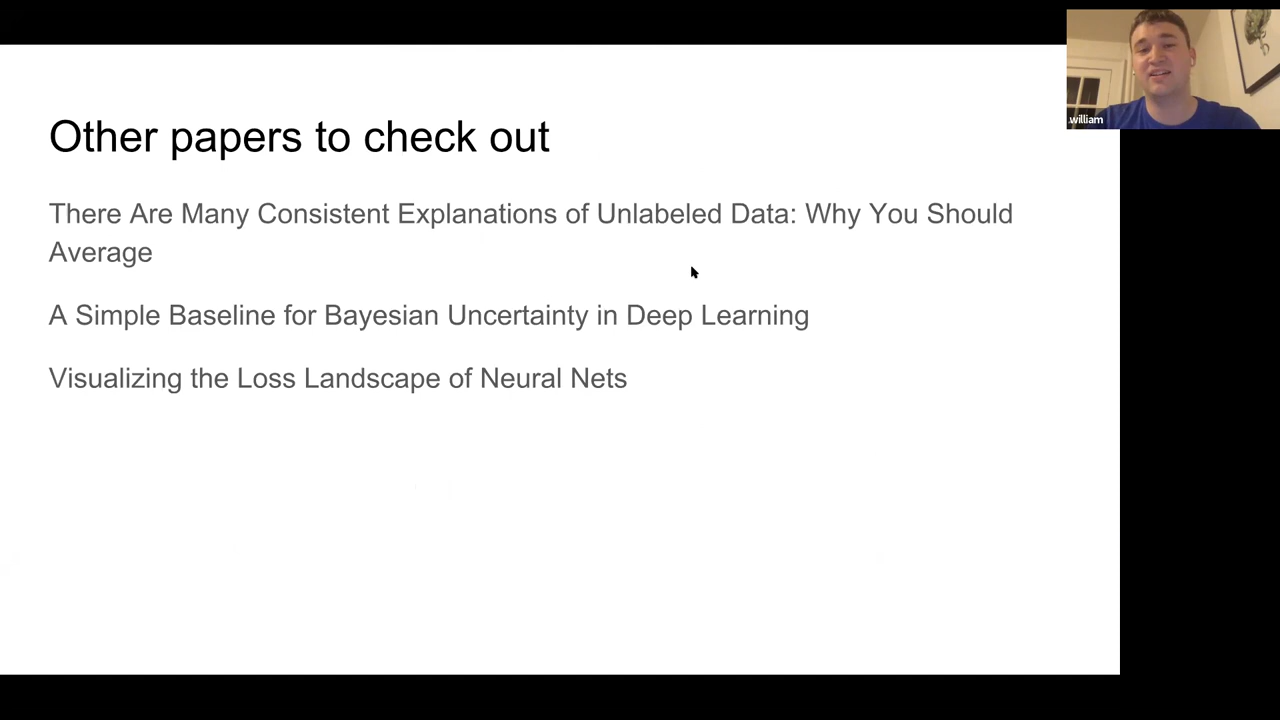 Other papers to check out
There Are Many Consistent Explanations of Unlabeled Data: Why You Should
Average
A Simple Baseline for Bayesian Uncertainty in Deep Learning
Visualizing the Loss Landscape of Neural Nets
william